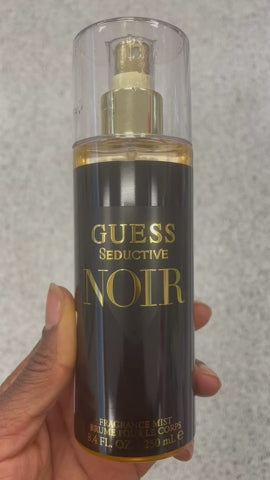 GUESS
SEDUCTIVE
NOIR
FRAGRANCE MIST
BRUME POUR LE CORPS
8.4 FL. OZ. 250 mL ℮